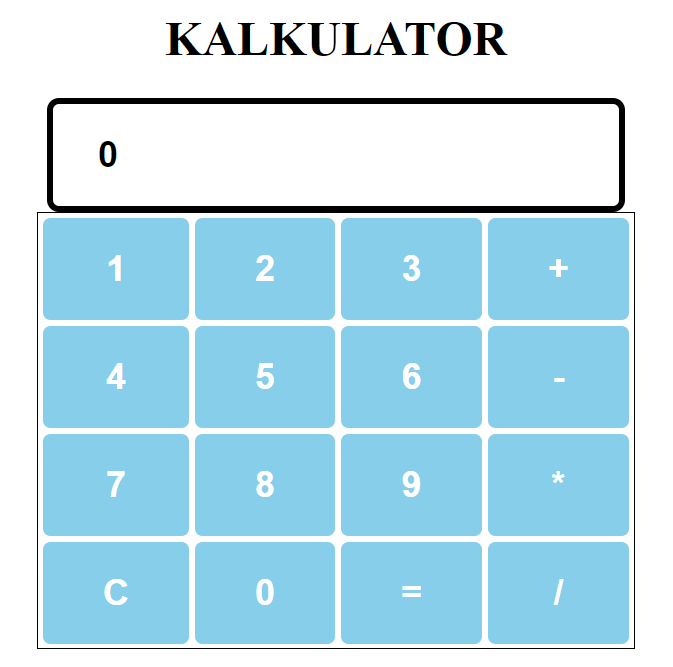 KALKULATOR
0
1 2 3 +
4 5 6 -
7 8 9 *
C 0 = /